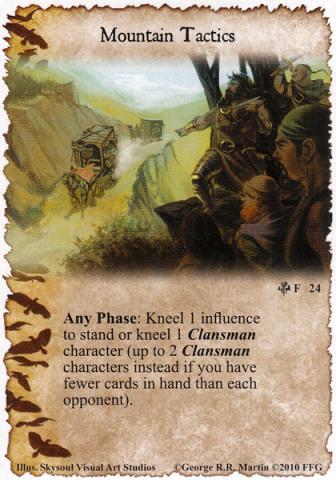 Mountain Tactics
F 24
Any Phase: Kneel 1 influence
to stand or kneel 1 Clansman
character (up to 2 Clansman
characters instead if you have
fewer cards in hand than each
opponent).
Illus. Skysoul Visual Art Studios ©George R.R. Martin ©2010 FFG